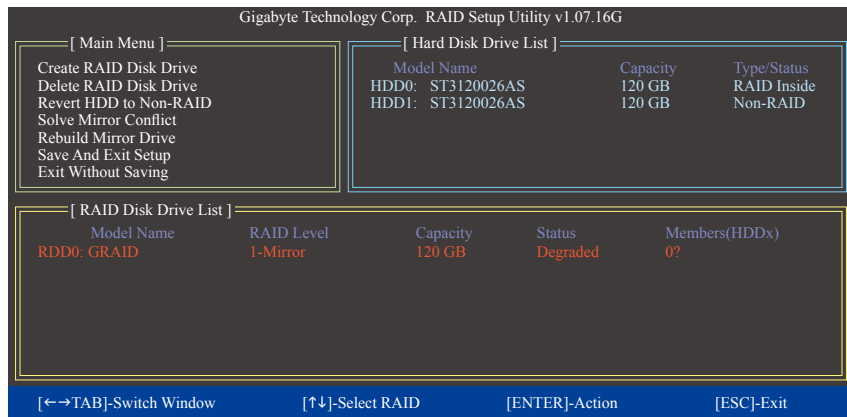 Gigabyte Technology Corp. RAID Setup Utility v1.07.16G
[ Main Menu ]
Create RAID Disk Drive
Delete RAID Disk Drive
Revert HDD to Non-RAID
Solve Mirror Conflict
Rebuild Mirror Drive
Save And Exit Setup
Exit Without Saving
[ Hard Disk Drive List ]
Model Name Capacity Type/Status
HDD0: ST3120026AS 120 GB RAID Inside
HDD1: ST3120026AS 120 GB Non-RAID
[ RAID Disk Drive List ]
Model Name RAID Level Capacity Status Members(HDDx)
RDD0: GRAID 1-Mirror 120 GB Degraded 0?
[←→TAB]-Switch Window [↑↓]-Select RAID [ENTER]-Action [ESC]-Exit